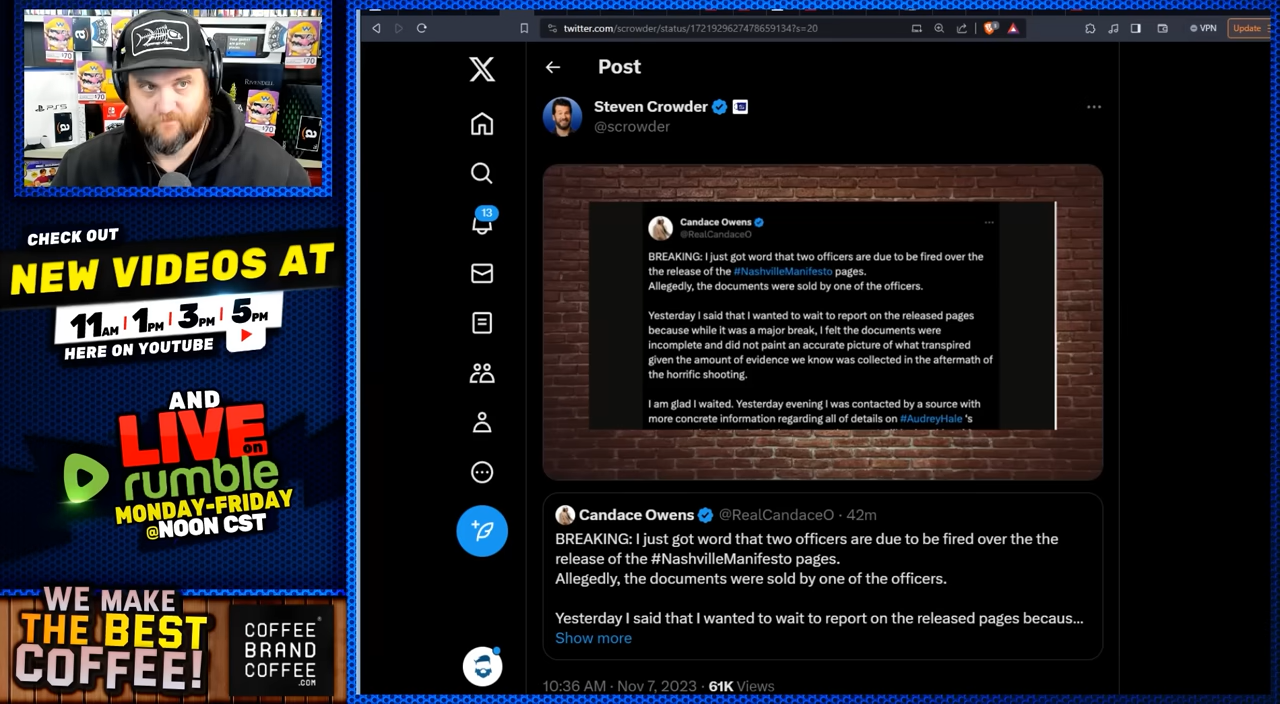 twitter.com/scrowder/status/1721929627478659134?s=20
VPN
Update
PS5
$70
$70
$70
$70
RIVENDELL
CHECK OUT
NEW VIDEOS AT
11AM | 1PM | 3PM | 5PM
HERE ON YOUTUBE
AND
LIVE on
rumble
MONDAY-FRIDAY
@NOON CST
WE MAKE
THE BEST
COFFEE!
COFFEE
BRAND
COFFEE
.COM
13
Post
Steven Crowder
@scrowder
Candace Owens
@RealCandaceO
BREAKING: I just got word that two officers are due to be fired over the
the release of the #NashvilleManifesto pages.
Allegedly, the documents were sold by one of the officers.
Yesterday I said that I wanted to wait to report on the released pages
because while it was a major break, I felt the documents were
incomplete and did not paint an accurate picture of what transpired
given the amount of evidence we know was collected in the aftermath of
the horrific shooting.
I am glad I waited. Yesterday evening I was contacted by a source with
more concrete information regarding all of details on #AudreyHale 's
Candace Owens @RealCandaceO · 42m
BREAKING: I just got word that two officers are due to be fired over the the
release of the #NashvilleManifesto pages.
Allegedly, the documents were sold by one of the officers.
Yesterday I said that I wanted to wait to report on the released pages becaus...
Show more
10:36 AM · Nov 7, 2023 · 61K Views